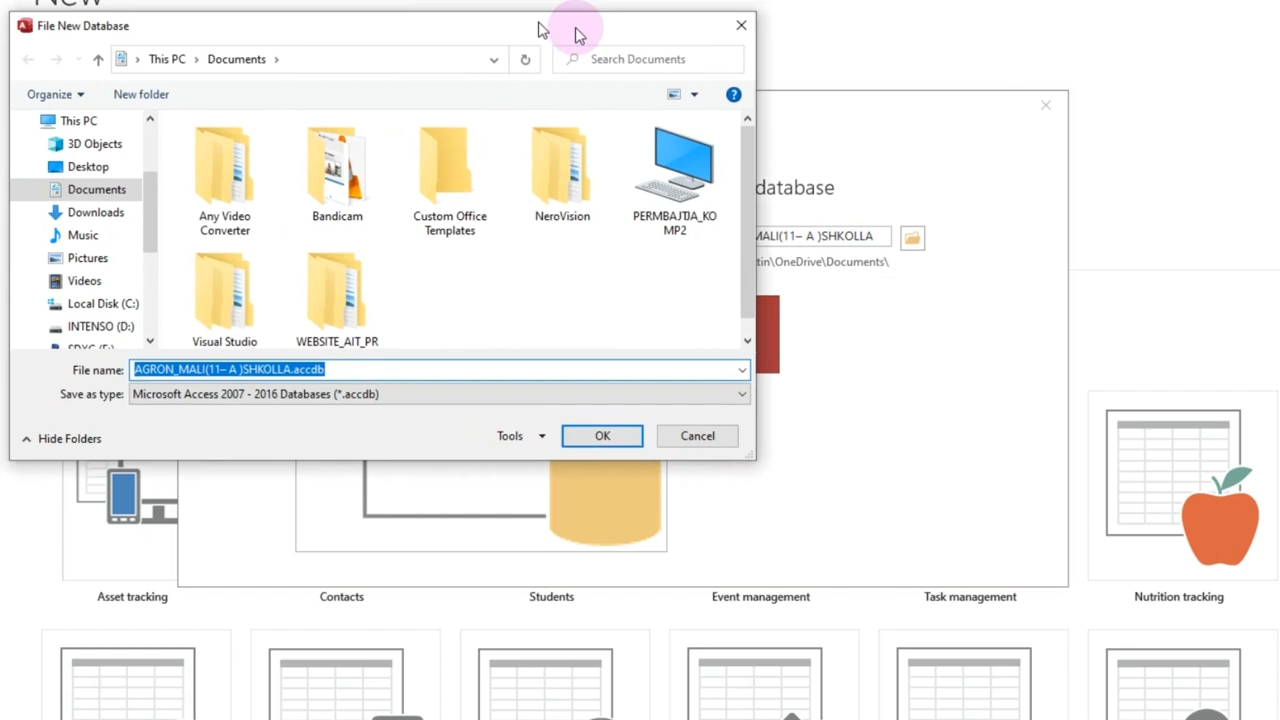 New
File New Database
This PC
Documents
Search Documents
Organize
New folder
This PC
3D Objects
Desktop
Documents
Downloads
Music
Pictures
Videos
Local Disk (C:)
INTENSO (D:)
Any Video
Converter
Bandicam
Custom Office
Templates
NeroVision
PERMBAJTJA_KO
MP2
Visual Studio
WEBSITE_AIT_PR
File name:
AGRON_MALI(11– A )SHKOLLA.accdb
Save as type:
Microsoft Access 2007 - 2016 Databases (*.accdb)
Hide Folders
Tools
OK
Cancel
database
MALI(11– A )SHKOLLA
tin\OneDrive\Documents\
Asset tracking
Contacts
Students
Event management
Task management
Nutrition tracking